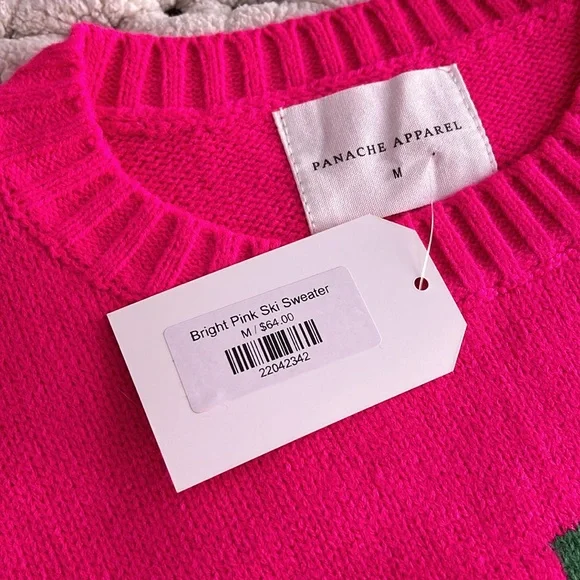 PANACHE APPAREL
M
Bright Pink Ski Sweater
M / $64.00
22042342